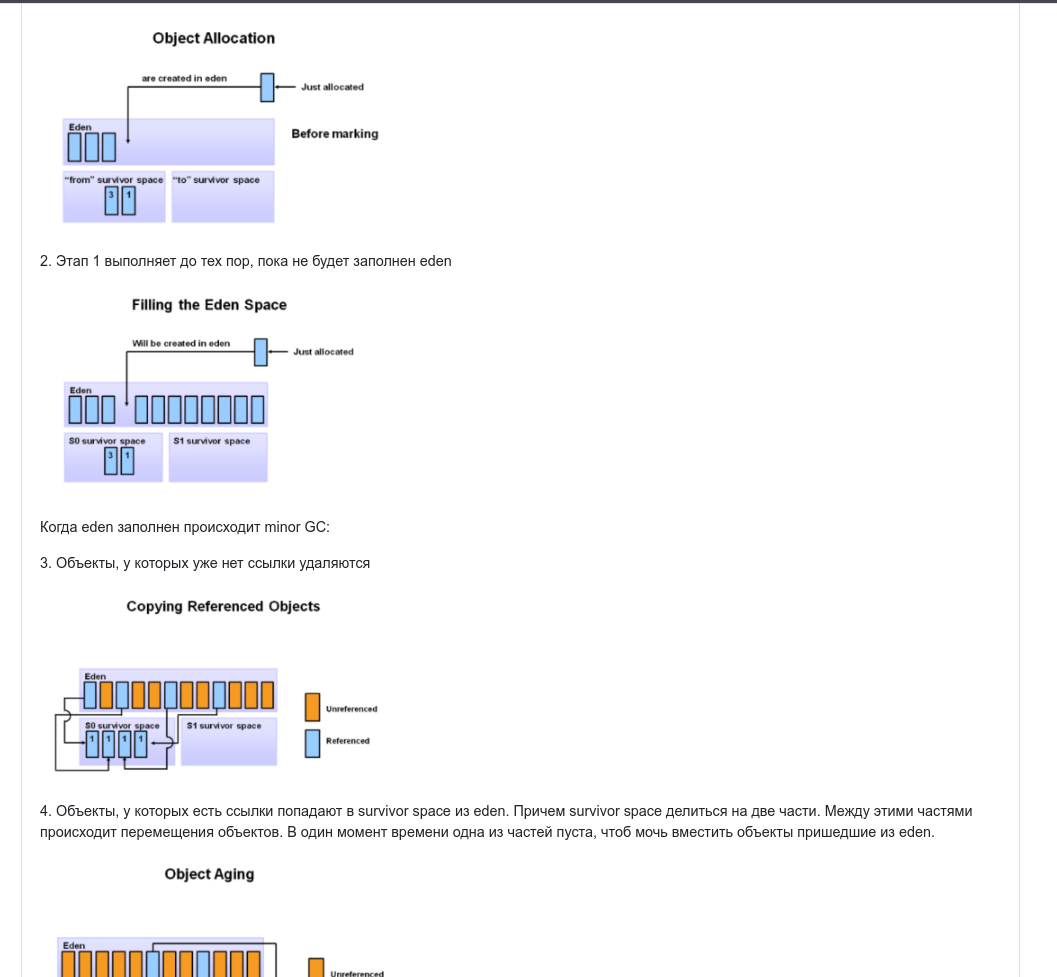 Object Allocation
are created in eden
Just allocated
Eden
Before marking
"from" survivor space
"to" survivor space
3 1
2. Этап 1 выполняет до тех пор, пока не будет заполнен eden
Filling the Eden Space
Will be created in eden
Just allocated
Eden
S0 survivor space
S1 survivor space
3 1
Когда eden заполнен происходит minor GC:
3. Объекты, у которых уже нет ссылки удаляются
Copying Referenced Objects
Eden
Unreferenced
S0 survivor space
S1 survivor space
1 1 1 1
Referenced
4. Объекты, у которых есть ссылки попадают в survivor space из eden. Причем survivor space делиться на две части. Между этими частями
происходит перемещения объектов. В один момент времени одна из частей пуста, чтоб мочь вместить объекты пришедшие из eden.
Object Aging
Eden
Unreferenced